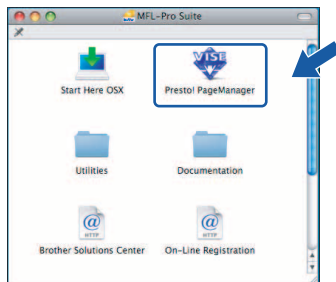 MFL-Pro Suite
Start Here OSX
VISE
Presto! PageManager
Utilities
Documentation
@
HTTP
@
HTTP
Brother Solutions Center
On-Line Registration